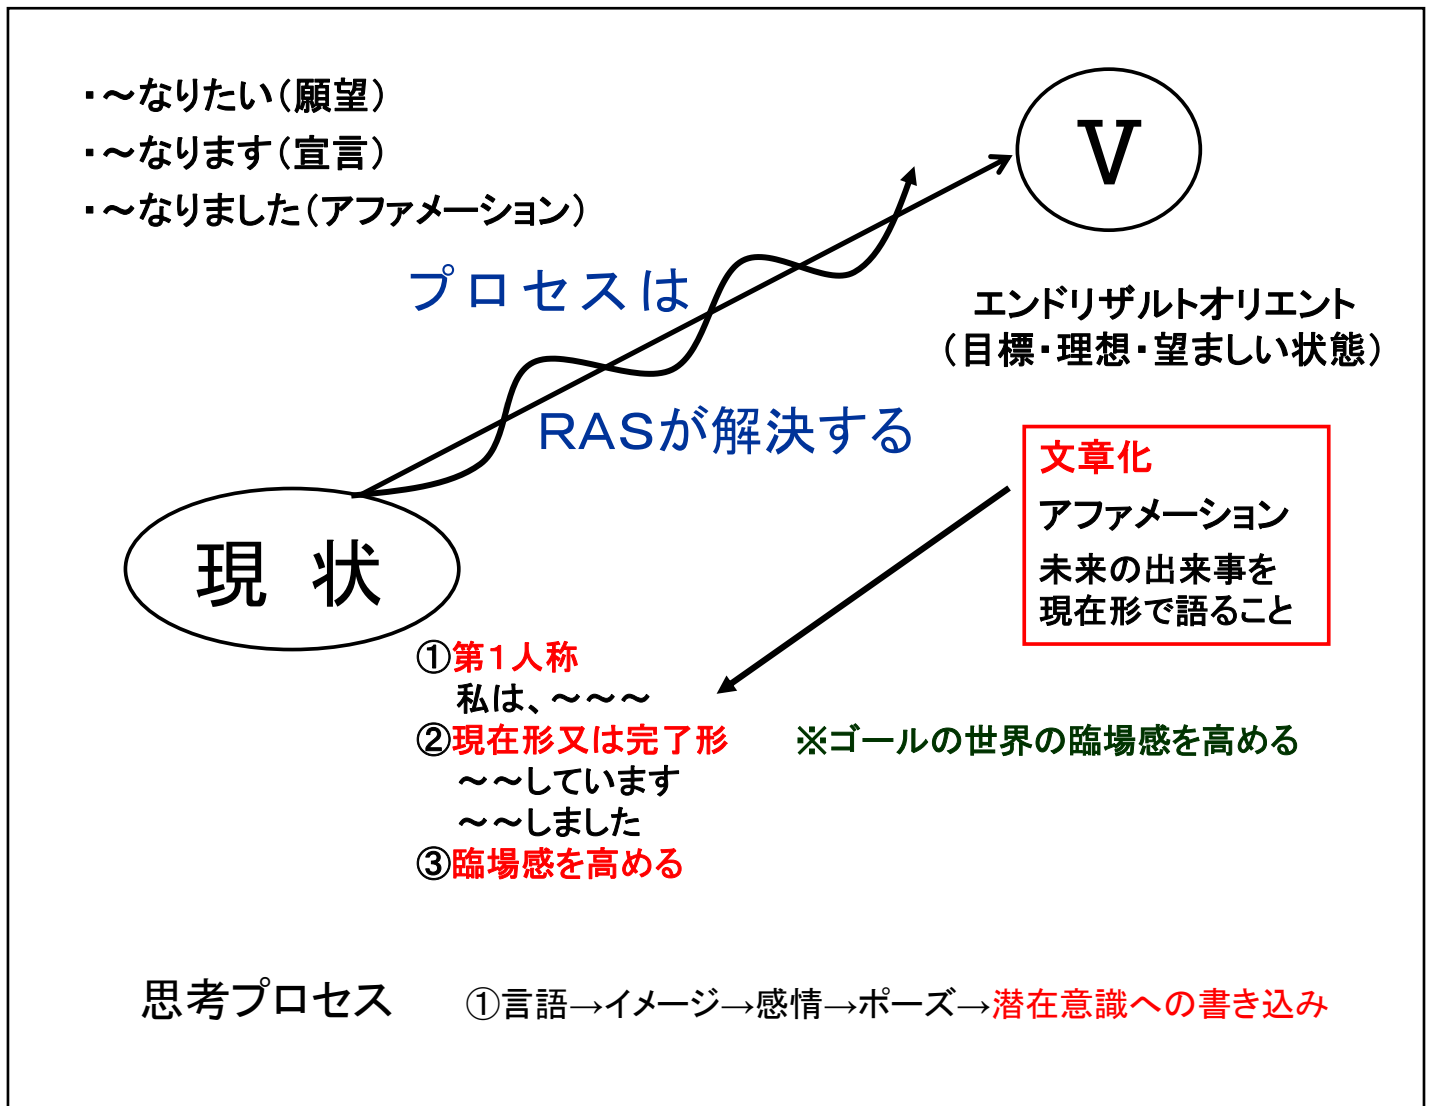 ・～なりたい（願望）
・～なります（宣言）
・～なりました（アファメーション）
V
プロセスは
エンドリザルトオリエント
（目標・理想・望ましい状態）
RASが解決する
文章化
アファメーション
未来の出来事を
現在形で語ること
現 状
①第１人称
私は、～～～
②現在形又は完了形
※ゴールの世界の臨場感を高める
～～しています
～～しました
③臨場感を高める
思考プロセス ①言語→イメージ→感情→ポーズ→潜在意識への書き込み